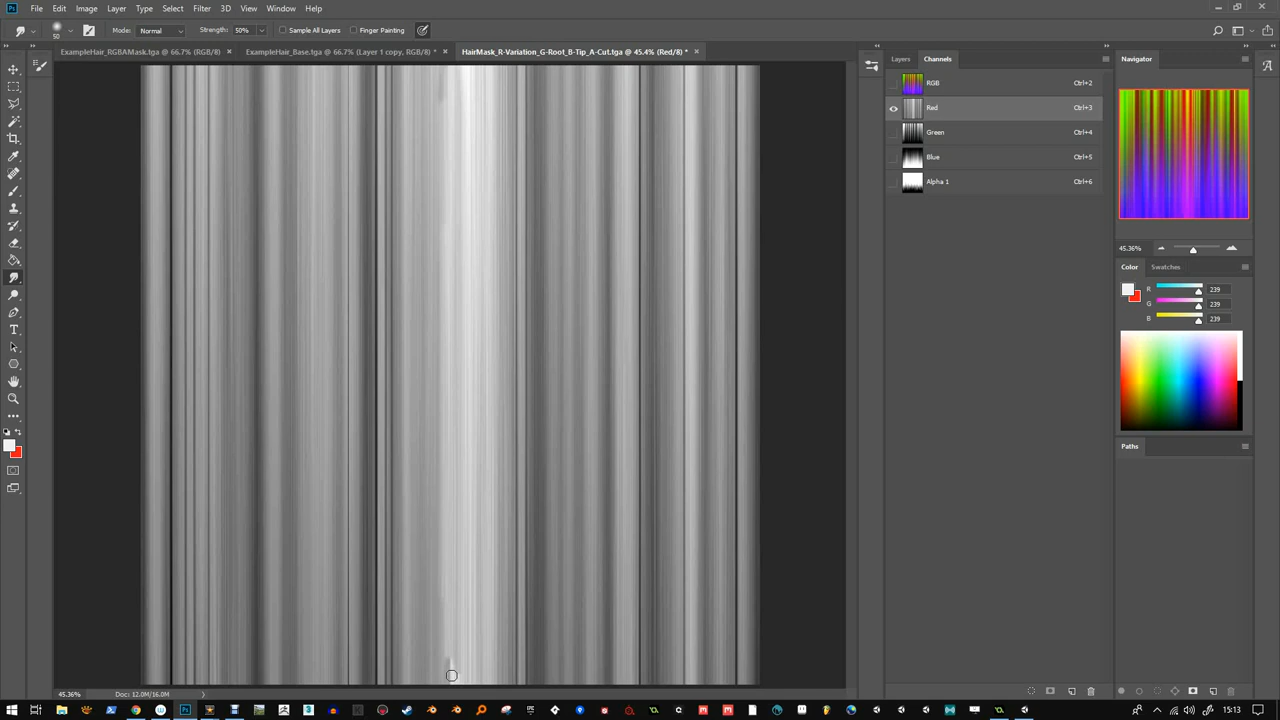 Ps File Edit Image Layer Type Select Filter 3D View Window Help
50 Mode: Normal Strength: 50% Sample All Layers Finger Painting
ExampleHair_RGBAMask.tga @ 66.7% (RGB/8) × ExampleHair_Base.tga @ 66.7% (Layer 1 copy, RGB/8) * × HairMask_R-Variation_G-Root_B-Tip_A-Cut.tga @ 45.4% (Red/8) * ×
Layers Channels
RGB Ctrl+2
Red Ctrl+3
Green Ctrl+4
Blue Ctrl+5
Alpha 1 Ctrl+6
Navigator
45.36%
Color Swatches
R 239
G 239
B 239
Paths
45.36% Doc: 12.0M/16.0M
15:13